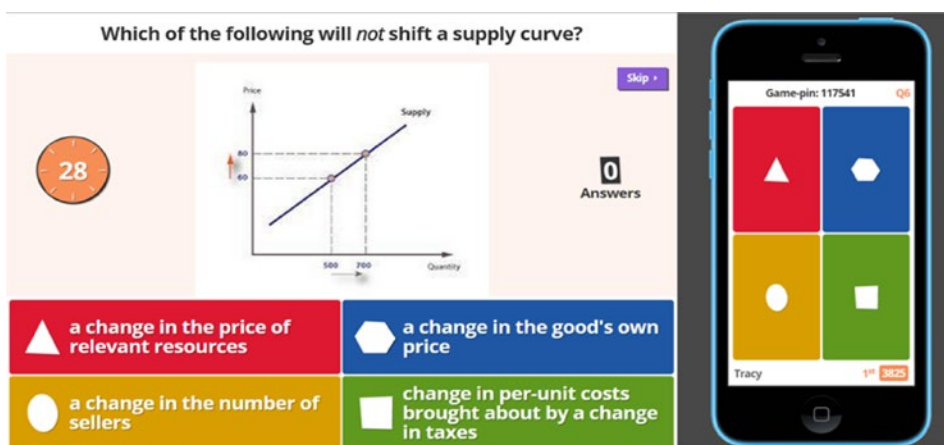 Which of the following will not shift a supply curve?
Skip
28
Price
Supply
80
60
500 700
Quantity
0
Answers
a change in the price of
relevant resources
a change in the good's own
price
a change in the number of
sellers
change in per-unit costs
brought about by a change
in taxes
Game-pin: 117541 Q6
Tracy 1st 3825